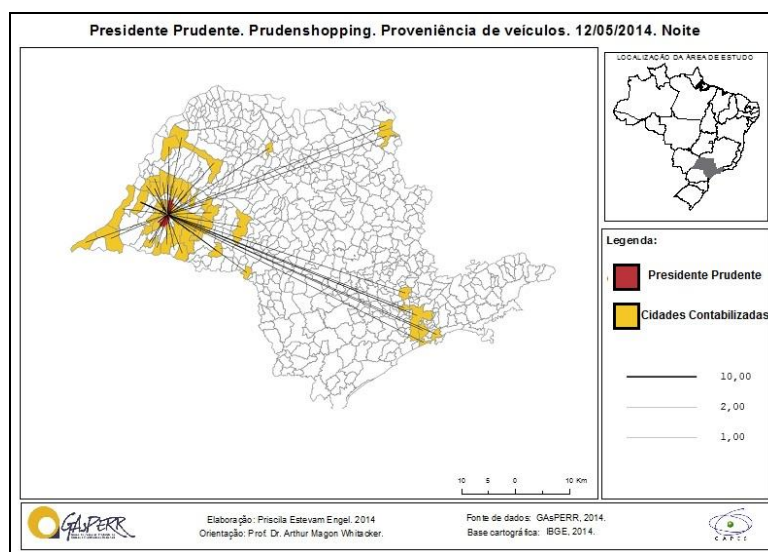 Presidente Prudente. Prudenshopping. Proveniência de veículos. 12/05/2014. Noite
LOCALIZAÇÃO DA ÁREA DE ESTUDO
Legenda:
Presidente Prudente
Cidades Contabilizadas
10,00
2,00
1,00
10 5 0 10 Km
GAsPERR
Elaboração: Priscila Estevam Engel. 2014
Orientação: Prof. Dr. Arthur Magon Whitacker.
Fonte de dados: GAsPERR, 2014.
Base cartográfica: IBGE, 2014.
CAPES